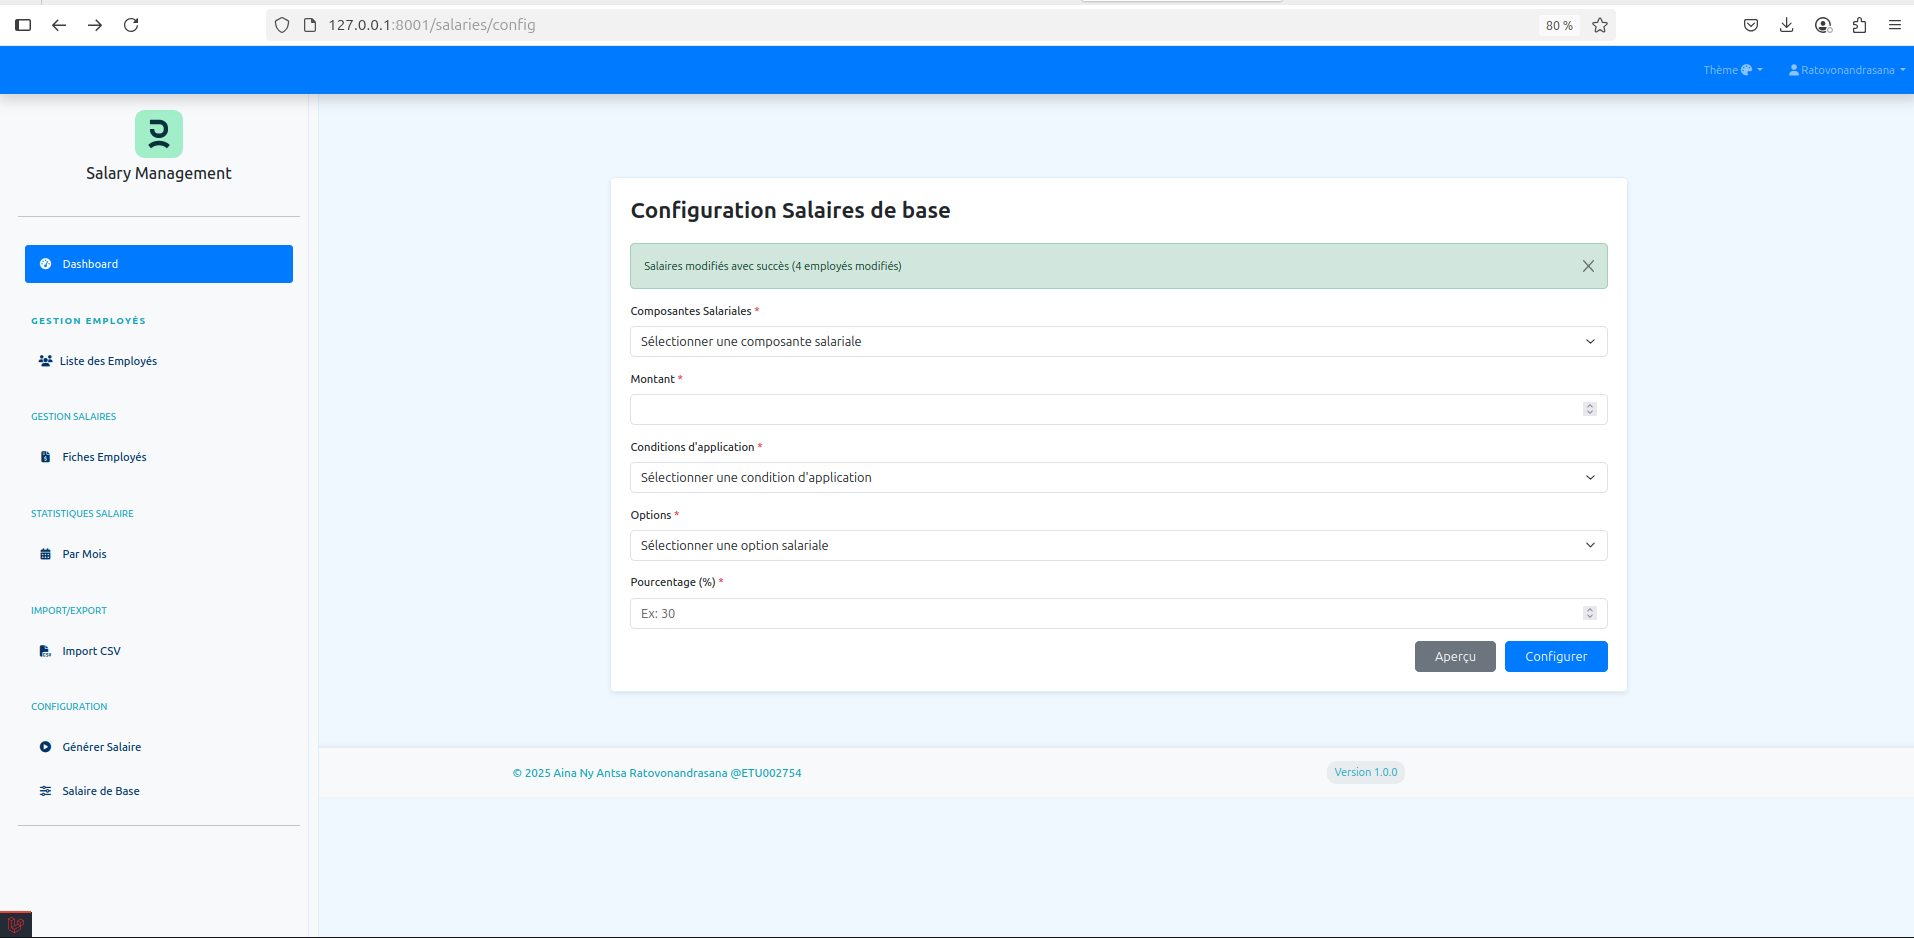 127.0.0.1:8001/salaries/config
80 %
Thème
Ratovonandrasana
Salary Management
Dashboard
GESTION EMPLOYÉS
Liste des Employés
GESTION SALAIRES
Fiches Employés
STATISTIQUES SALAIRE
Par Mois
IMPORT/EXPORT
Import CSV
CONFIGURATION
Générer Salaire
Salaire de Base
Configuration Salaires de base
Salaires modifiés avec succès (4 employés modifiés)
Composantes Salariales *
Sélectionner une composante salariale
Montant *
Conditions d'application *
Sélectionner une condition d'application
Options *
Sélectionner une option salariale
Pourcentage (%) *
Ex: 30
Aperçu
Configurer
© 2025 Aina Ny Antsa Ratovonandrasana @ETU002754
Version 1.0.0